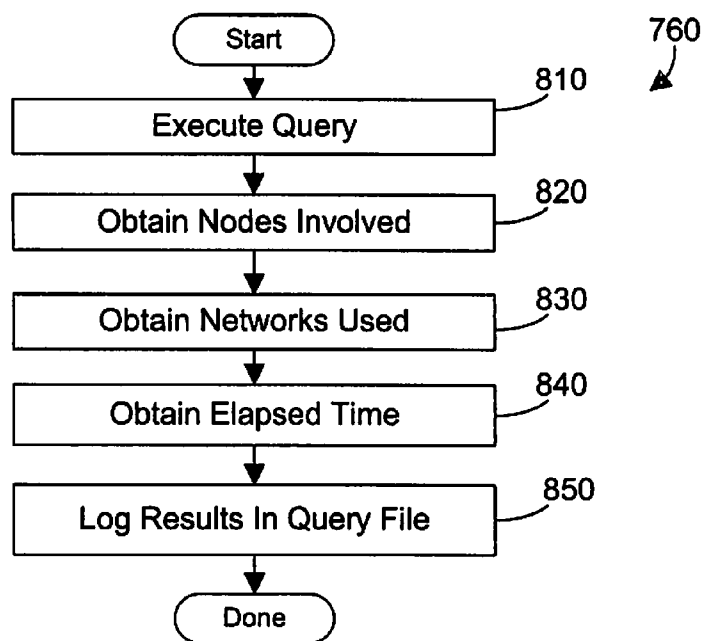 Start
760
810
Execute Query
820
Obtain Nodes Involved
830
Obtain Networks Used
840
Obtain Elapsed Time
850
Log Results In Query File
Done